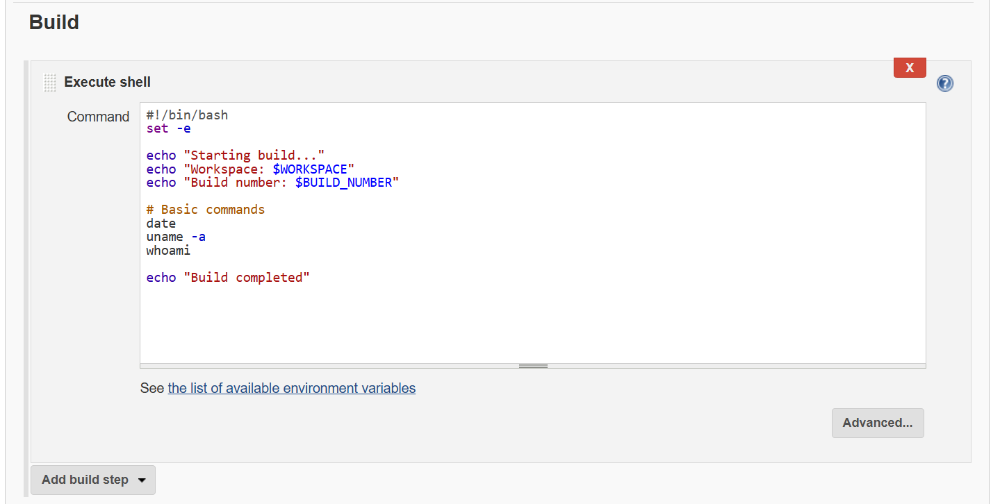 Build
Execute shell
X
?
Command
#!/bin/bash
set -e

echo "Starting build..."
echo "Workspace: $WORKSPACE"
echo "Build number: $BUILD_NUMBER"

# Basic commands
date
uname -a
whoami

echo "Build completed"
See the list of available environment variables
Advanced...
Add build step